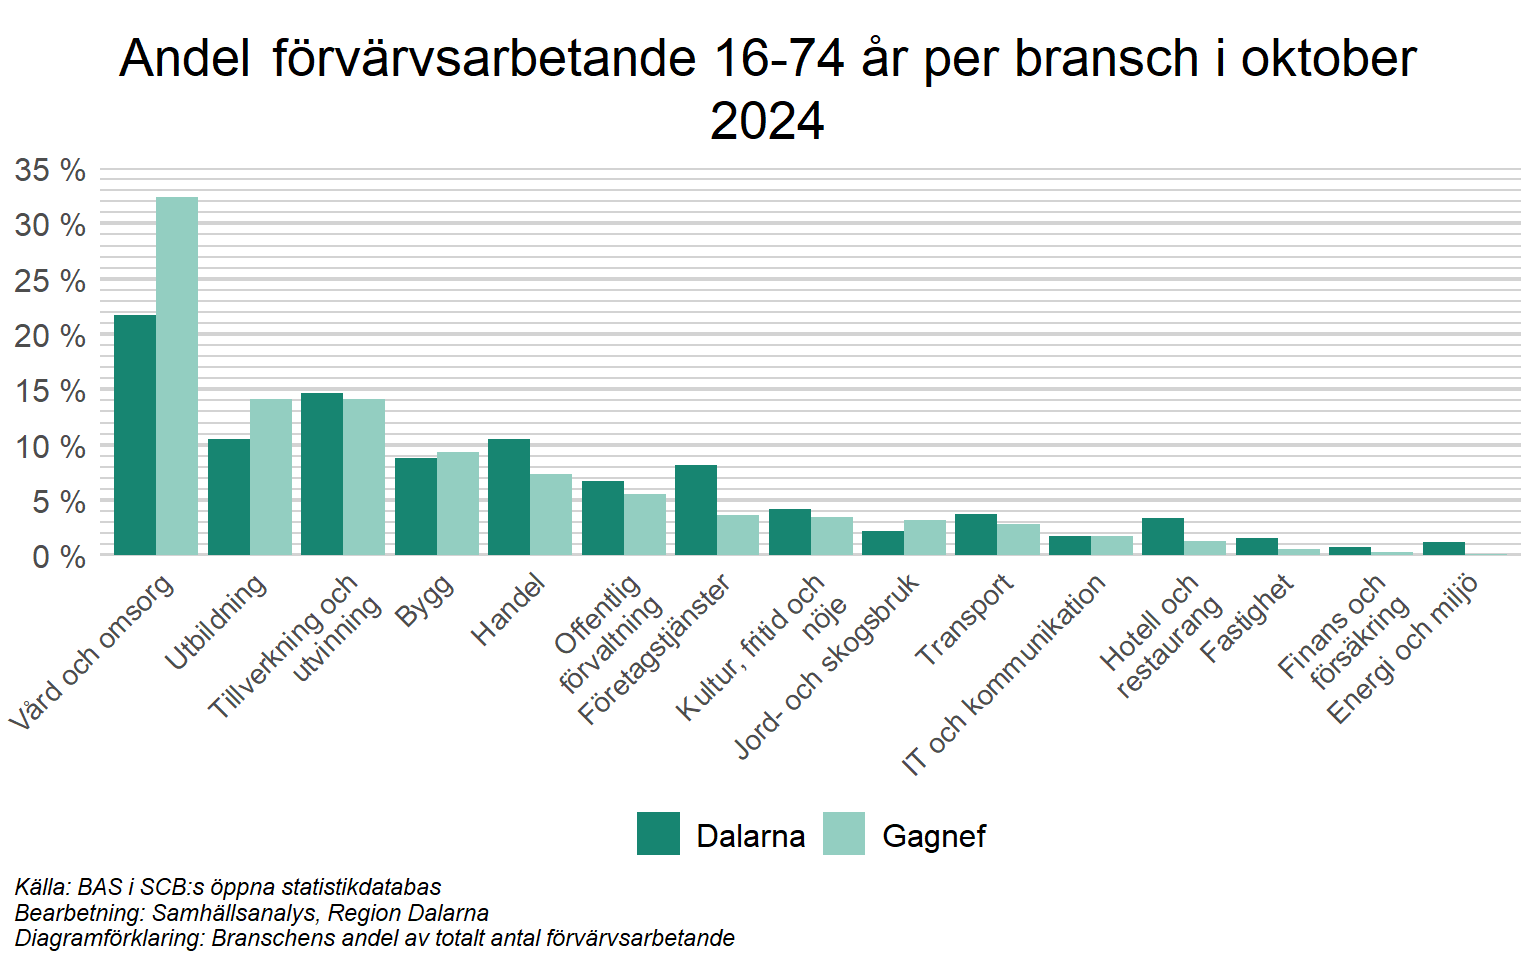 Andel förvärvsarbetande 16-74 år per bransch i oktober
2024
35 %
30 %
25 %
20 %
15 %
10 %
5 %
0 %
Vård och omsorg
Utbildning
Tillverkning och
utvinning
Bygg
Handel
Offentlig
förvaltning
Företagstjänster
Kultur, fritid och
nöje
Jord- och skogsbruk
Transport
IT och kommunikation
Hotell och
restaurang
Fastighet
Finans och
försäkring
Energi och miljö
Dalarna
Gagnef
Källa: BAS i SCB:s öppna statistikdatabas
Bearbetning: Samhällsanalys, Region Dalarna
Diagramförklaring: Branschens andel av totalt antal förvärvsarbetande